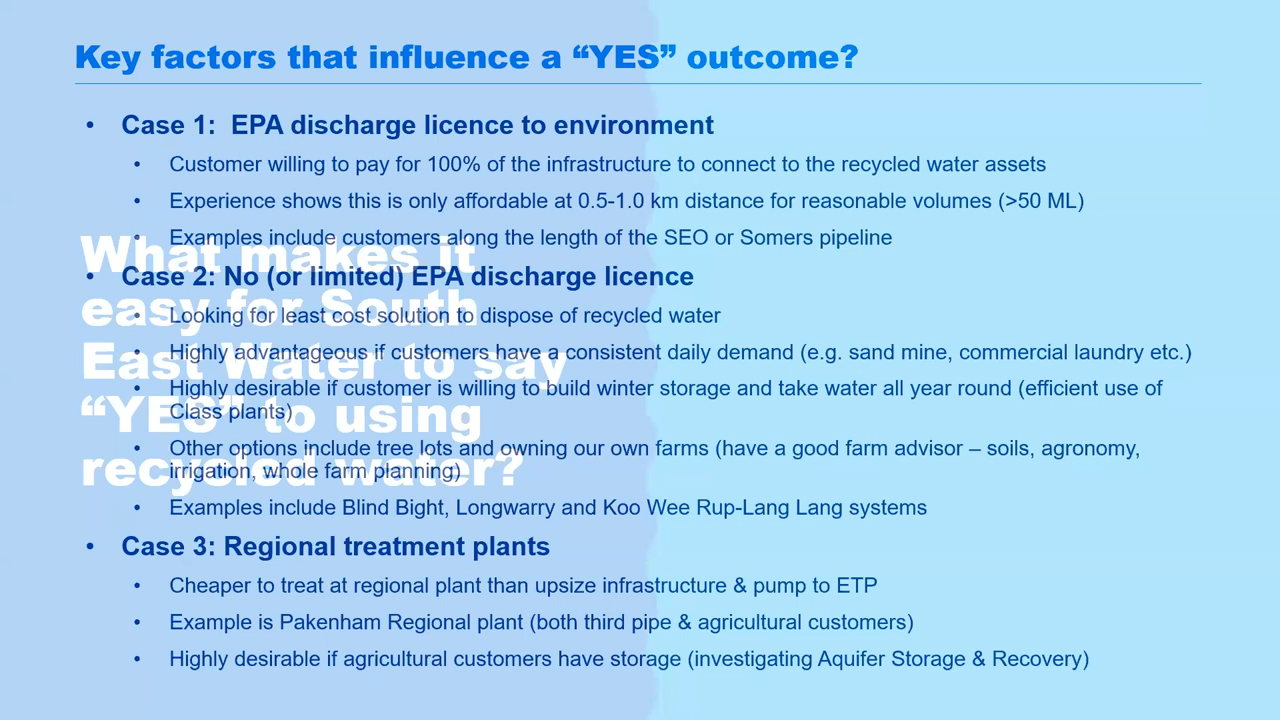 Key factors that influence a “YES” outcome?
• Case 1:  EPA discharge licence to environment
• Customer willing to pay for 100% of the infrastructure to connect to the recycled water assets
• Experience shows this is only affordable at 0.5-1.0 km distance for reasonable volumes (>50 ML)
• Examples include customers along the length of the SEO or Somers pipeline
• Case 2: No (or limited) EPA discharge licence
• Looking for least cost solution to dispose of recycled water
• Highly advantageous if customers have a consistent daily demand (e.g. sand mine, commercial laundry etc.)
• Highly desirable if customer is willing to build winter storage and take water all year round (efficient use of
Class plants)
• Other options include tree lots and owning our own farms (have a good farm advisor – soils, agronomy,
irrigation, whole farm planning)
• Examples include Blind Bight, Longwarry and Koo Wee Rup-Lang Lang systems
• Case 3: Regional treatment plants
• Cheaper to treat at regional plant than upsize infrastructure & pump to ETP
• Example is Pakenham Regional plant (both third pipe & agricultural customers)
• Highly desirable if agricultural customers have storage (investigating Aquifer Storage & Recovery)
What makes it
easy for South
East Water to say
“YES” to using
recycled water?